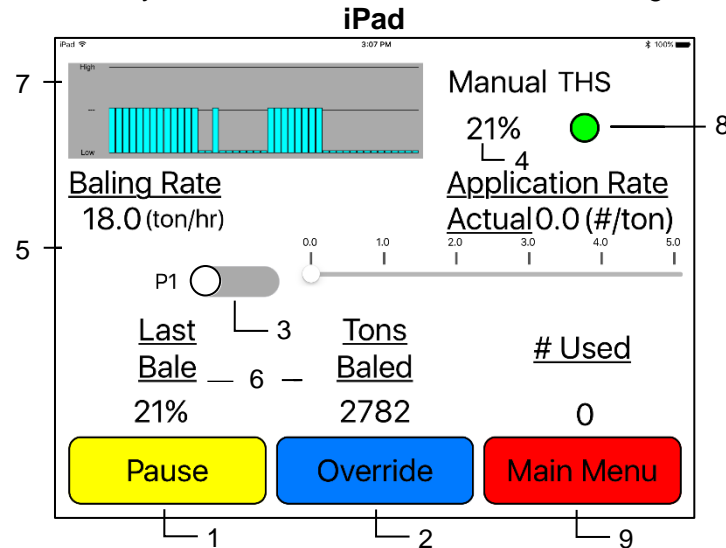 iPad
iPad 3:07 PM 100%
High
7
Manual THS
—
21%
8
4
Low
Baling Rate
Application Rate
18.0 (ton/hr)
Actual 0.0 (#/ton)
5
0.0 1.0 2.0 3.0 4.0 5.0
P1
3
Last
Bale
6
Tons
Baled
# Used
21%
2782
0
Pause
Override
Main Menu
1
2
9